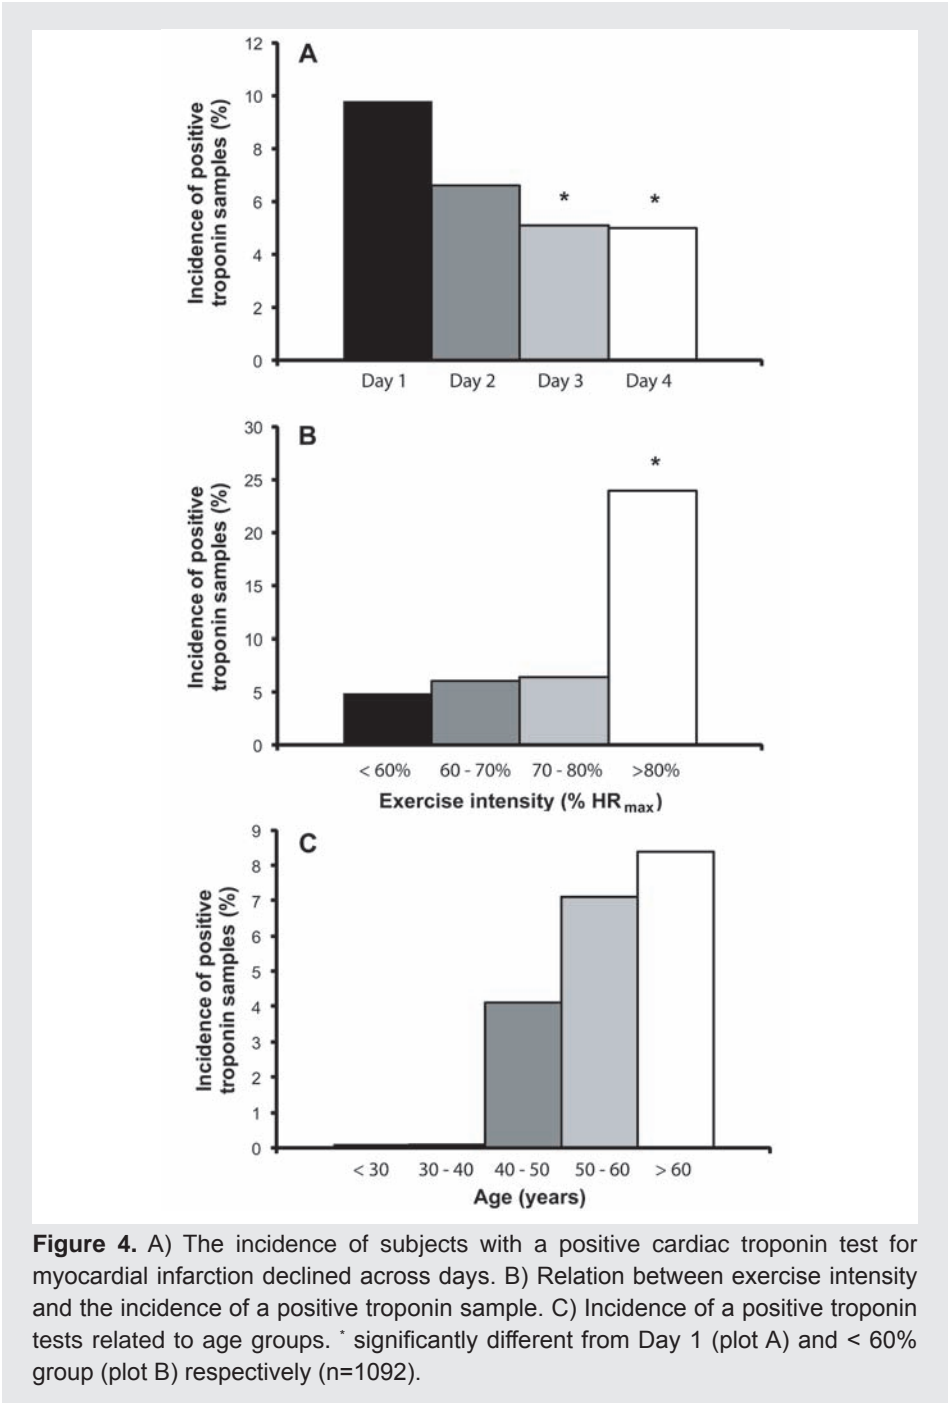 A
12
10
8
6
4
2
0
Incidence of positive
troponin samples (%)
* *
Day 1 Day 2 Day 3 Day 4
B
30
25
20
15
10
5
0
Incidence of positive
troponin samples (%)
*
< 60% 60 - 70% 70 - 80% >80%
Exercise intensity (% HRmax)
C
9
8
7
6
5
4
3
2
1
0
Incidence of positive
troponin samples (%)
< 30 30 - 40 40 - 50 50 - 60 > 60
Age (years)
Figure 4. A) The incidence of subjects with a positive cardiac troponin test for
myocardial infarction declined across days. B) Relation between exercise intensity
and the incidence of a positive troponin sample. C) Incidence of a positive troponin
tests related to age groups. * significantly different from Day 1 (plot A) and < 60%
group (plot B) respectively (n=1092).